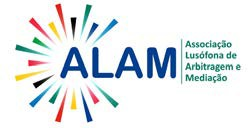 ALAM
Associação
Lusófona de
Arbitragem e
Mediação